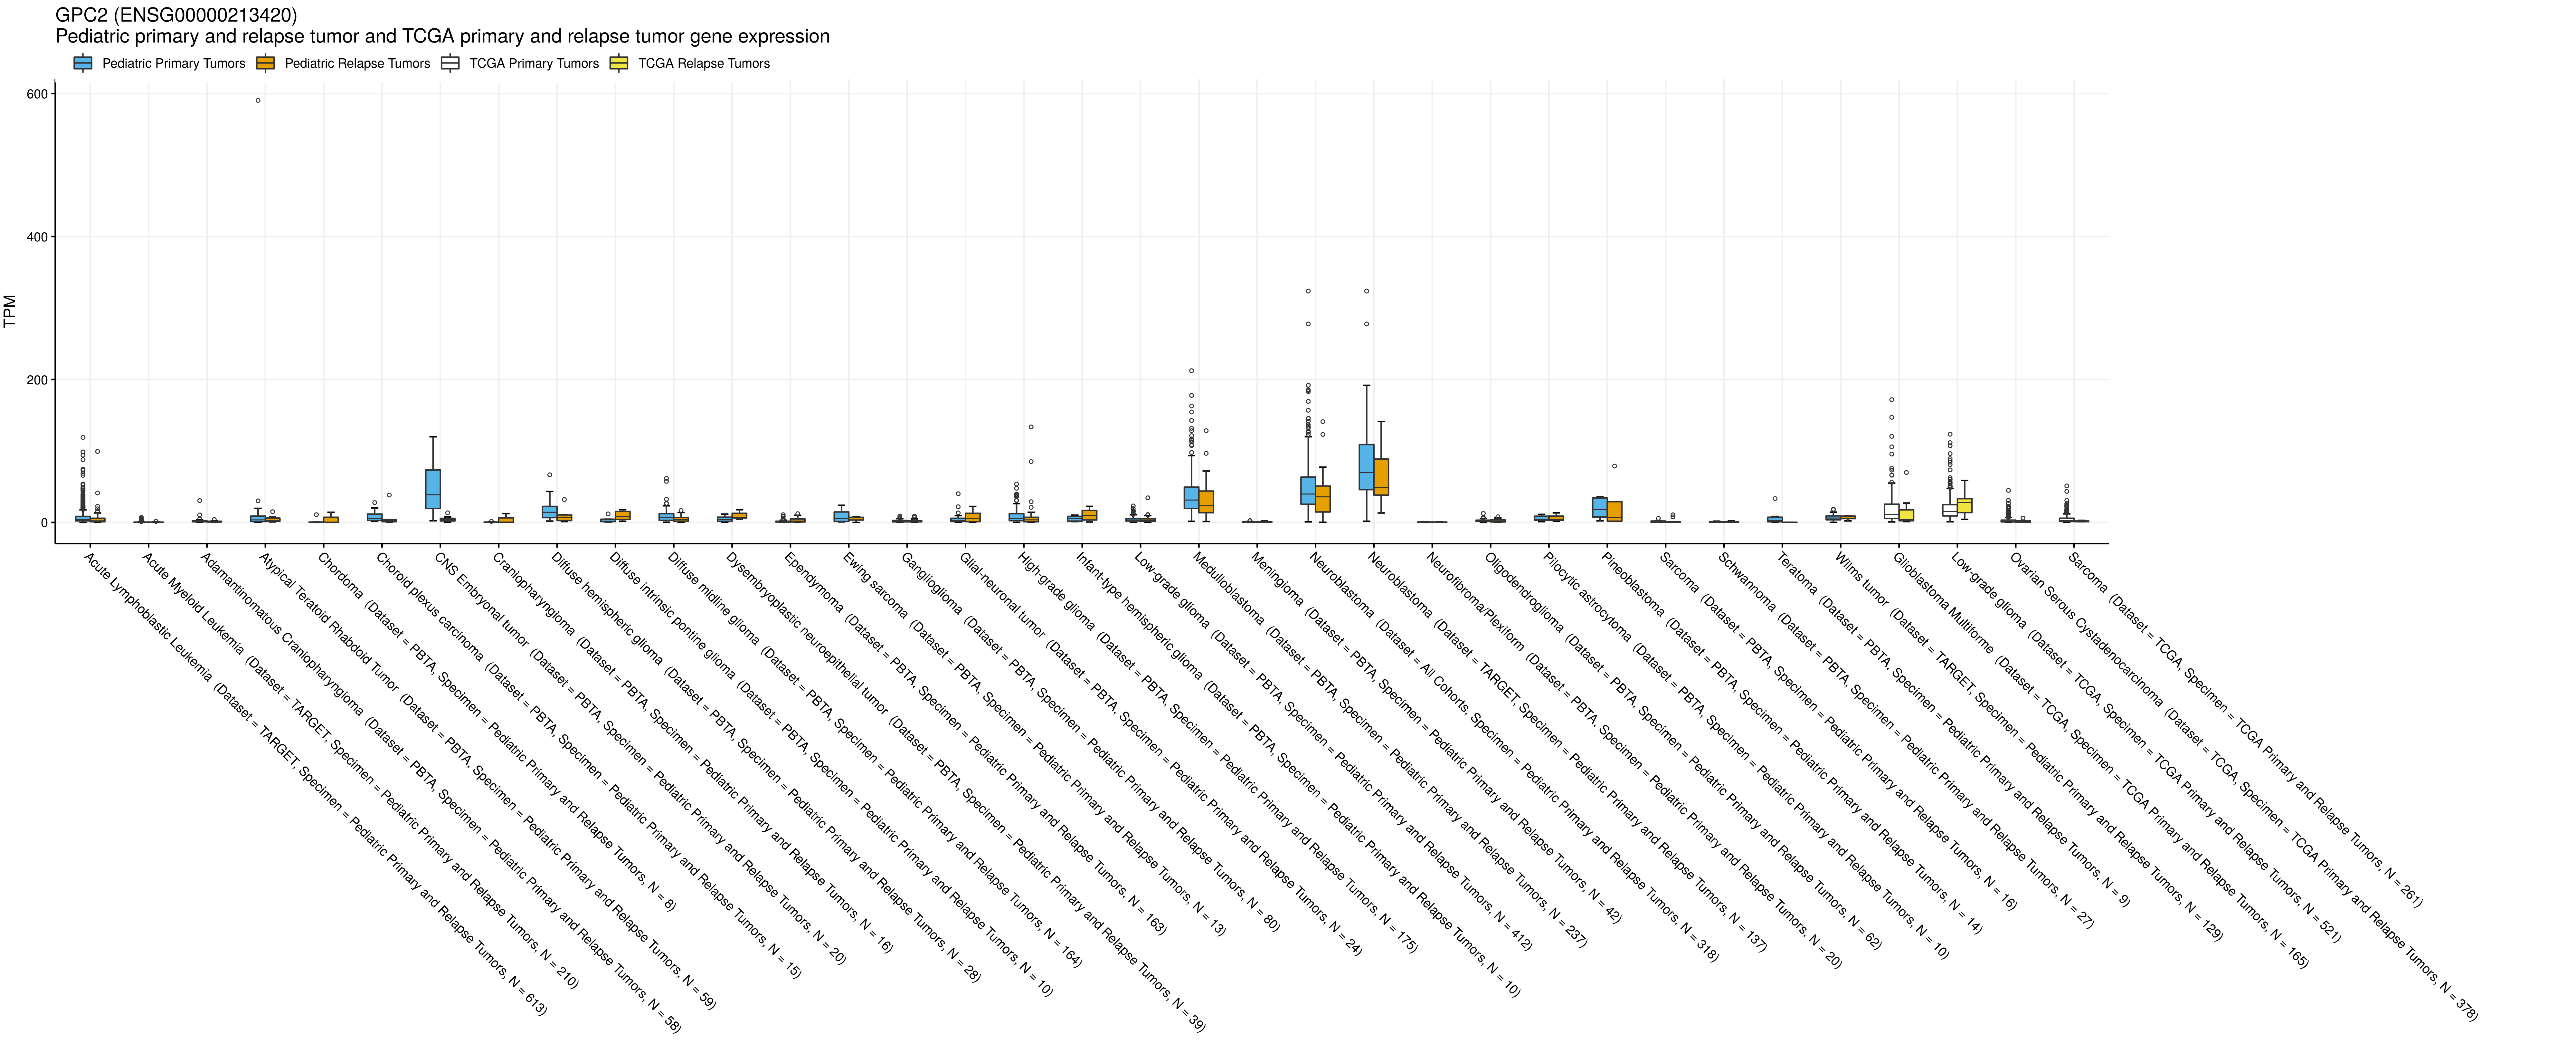 GPC2 (ENSG00000213420)
Pediatric primary and relapse tumor and TCGA primary and relapse tumor gene expression
Pediatric Primary Tumors Pediatric Relapse Tumors TCGA Primary Tumors TCGA Relapse Tumors
TPM
600
400
200
0
Acute Lymphoblastic Leukemia (Dataset = TARGET, Specimen = Pediatric Primary and Relapse Tumors, N = 613)
Acute Myeloid Leukemia (Dataset = TARGET, Specimen = Pediatric Primary and Relapse Tumors, N = 210)
Adamantinomatous Craniopharyngioma (Dataset = PBTA, Specimen = Pediatric Primary and Relapse Tumors, N = 58)
Atypical Teratoid Rhabdoid Tumor (Dataset = PBTA, Specimen = Pediatric Primary and Relapse Tumors, N = 59)
Chordoma (Dataset = PBTA, Specimen = Pediatric Primary and Relapse Tumors, N = 8)
Choroid plexus carcinoma (Dataset = PBTA, Specimen = Pediatric Primary and Relapse Tumors, N = 15)
CNS Embryonal tumor (Dataset = PBTA, Specimen = Pediatric Primary and Relapse Tumors, N = 20)
Craniopharyngioma (Dataset = PBTA, Specimen = Pediatric Primary and Relapse Tumors, N = 16)
Diffuse hemispheric glioma (Dataset = PBTA, Specimen = Pediatric Primary and Relapse Tumors, N = 28)
Diffuse intrinsic pontine glioma (Dataset = PBTA, Specimen = Pediatric Primary and Relapse Tumors, N = 10)
Diffuse midline glioma (Dataset = PBTA, Specimen = Pediatric Primary and Relapse Tumors, N = 164)
Dysembryoplastic neuroepithelial tumor (Dataset = PBTA, Specimen = Pediatric Primary and Relapse Tumors, N = 39)
Ependymoma (Dataset = PBTA, Specimen = Pediatric Primary and Relapse Tumors, N = 163)
Ewing sarcoma (Dataset = PBTA, Specimen = Pediatric Primary and Relapse Tumors, N = 13)
Ganglioglioma (Dataset = PBTA, Specimen = Pediatric Primary and Relapse Tumors, N = 80)
Glial-neuronal tumor (Dataset = PBTA, Specimen = Pediatric Primary and Relapse Tumors, N = 24)
High-grade glioma (Dataset = PBTA, Specimen = Pediatric Primary and Relapse Tumors, N = 175)
Infant-type hemispheric glioma (Dataset = PBTA, Specimen = Pediatric Primary and Relapse Tumors, N = 10)
Low-grade glioma (Dataset = PBTA, Specimen = Pediatric Primary and Relapse Tumors, N = 412)
Medulloblastoma (Dataset = PBTA, Specimen = Pediatric Primary and Relapse Tumors, N = 237)
Meningioma (Dataset = PBTA, Specimen = Pediatric Primary and Relapse Tumors, N = 42)
Neuroblastoma (Dataset = All Cohorts, Specimen = Pediatric Primary and Relapse Tumors, N = 318)
Neuroblastoma (Dataset = TARGET, Specimen = Pediatric Primary and Relapse Tumors, N = 137)
Neurofibroma/Plexiform (Dataset = PBTA, Specimen = Pediatric Primary and Relapse Tumors, N = 20)
Oligodendroglioma (Dataset = PBTA, Specimen = Pediatric Primary and Relapse Tumors, N = 62)
Pilocytic astrocytoma (Dataset = PBTA, Specimen = Pediatric Primary and Relapse Tumors, N = 10)
Pineoblastoma (Dataset = PBTA, Specimen = Pediatric Primary and Relapse Tumors, N = 14)
Sarcoma (Dataset = PBTA, Specimen = Pediatric Primary and Relapse Tumors, N = 16)
Schwannoma (Dataset = PBTA, Specimen = Pediatric Primary and Relapse Tumors, N = 27)
Teratoma (Dataset = PBTA, Specimen = Pediatric Primary and Relapse Tumors, N = 9)
Wilms tumor (Dataset = TARGET, Specimen = Pediatric Primary and Relapse Tumors, N = 129)
Glioblastoma Multiforme (Dataset = TCGA, Specimen = TCGA Primary and Relapse Tumors, N = 165)
Low-grade glioma (Dataset = TCGA, Specimen = TCGA Primary and Relapse Tumors, N = 521)
Ovarian Serous Cystadenocarcinoma (Dataset = TCGA, Specimen = TCGA Primary and Relapse Tumors, N = 378)
Sarcoma (Dataset = TCGA, Specimen = TCGA Primary and Relapse Tumors, N = 261)